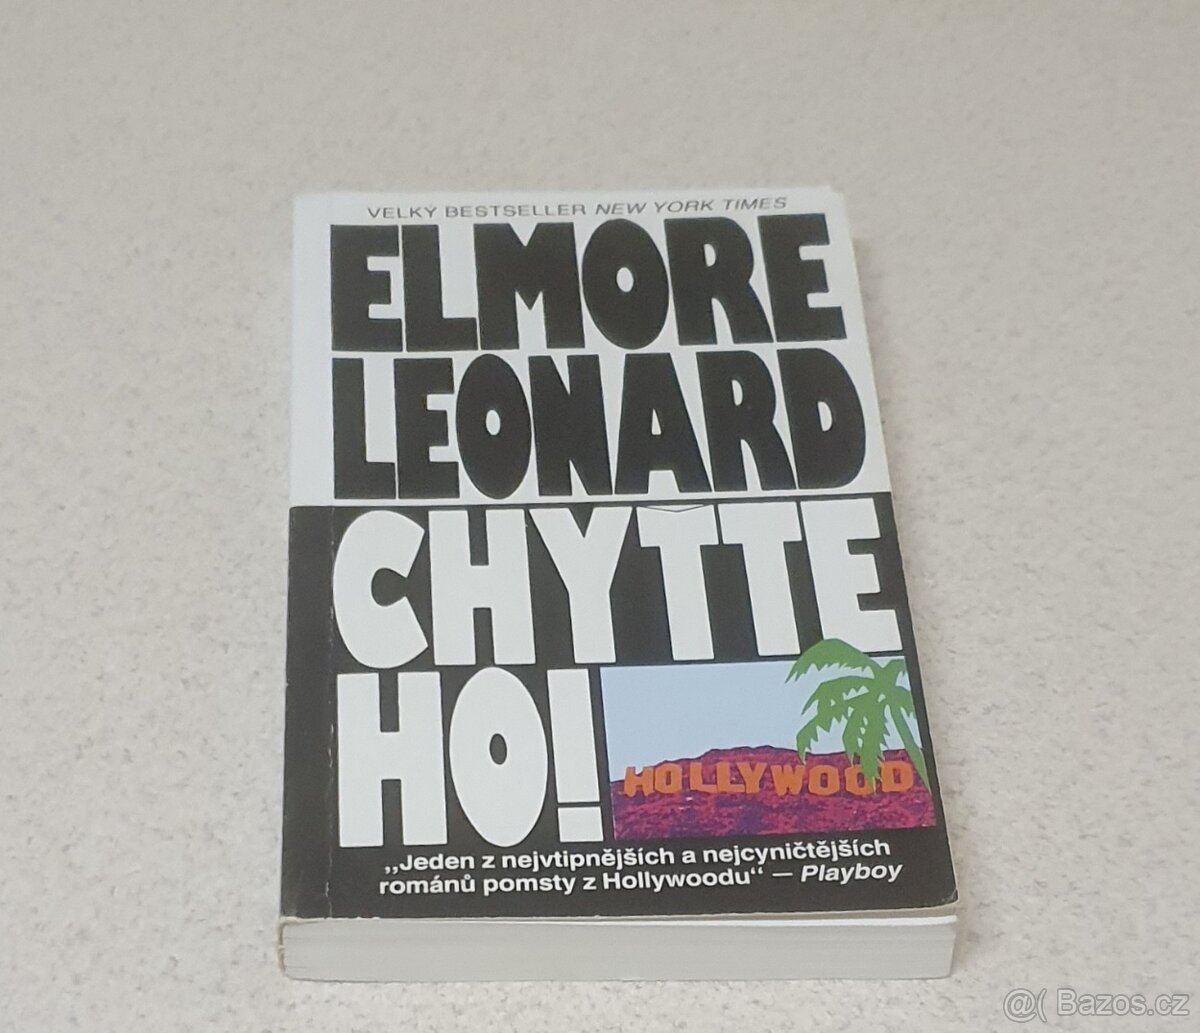 VELKÝ BESTSELLER NEW YORK TIMES
ELMORE
LEONARD
CHYŤTE
HO!
HOLLYWOOD
„Jeden z nejvtipnějších a nejcyničtějších
románů pomsty z Hollywoodu“ — Playboy
@( Bazos.cz